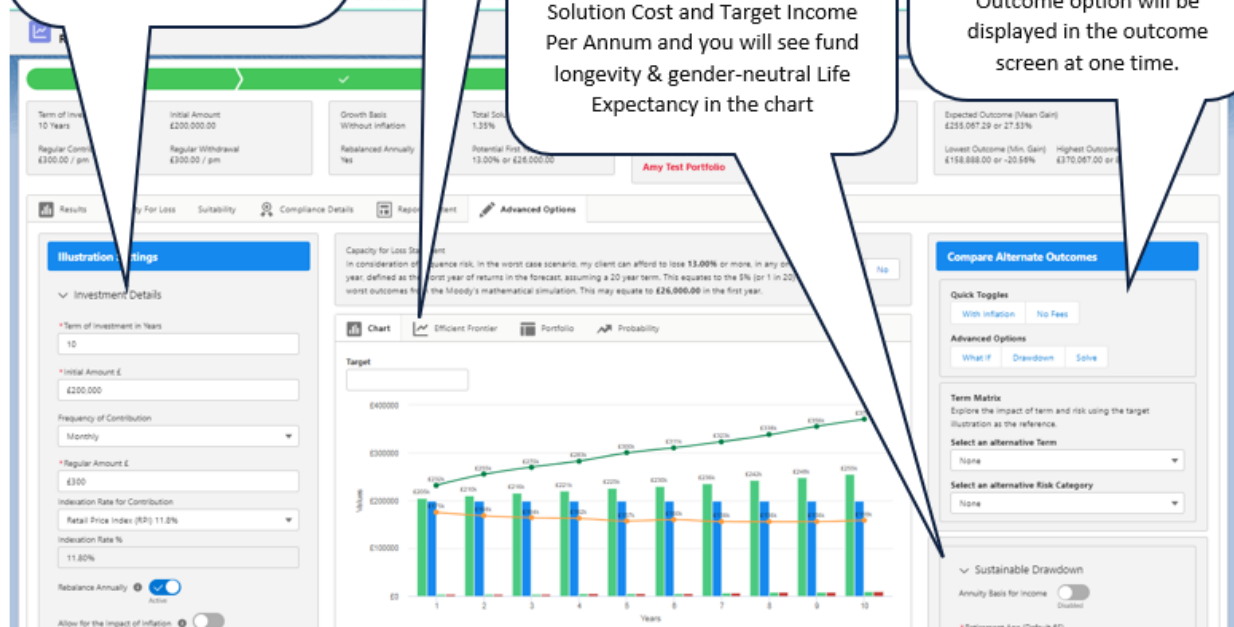 Solution Cost and Target Income
Per Annum and you will see fund
longevity & gender-neutral Life
Expectancy in the chart
Outcome option will be
displayed in the outcome
screen at one time.
Term of
10 Years
Initial Amount
£200,000.00
Regular
£300.00 / pm
Regular Withdrawal
£300.00 / pm
Growth Basis
Without inflation
Total
1.35%
Rebalanced Annually
Yes
Potential First
13.00% or £26,000.00
Amy Test Portfolio
Expected Outcome (Mean Gain)
£255,067.29 or 27.53%
Lowest Outcome (Min. Gain)
£158,888.00 or -20.56%
Highest Outcome
£370,067.00 or
Results
For Loss
Suitability
Compliance Details
Advanced Options
Illustration
Investment Details
*Term of Investment in Years
10
*Initial Amount £
£200,000
Frequency of Contribution
Monthly
*Regular Amount £
£300
Indexation Rate for Contribution
Retail Price Index (RPI) 11.8%
Indexation Rate %
11.80%
Rebalance Annually
Active
Allow for the impact of inflation
Capacity for Loss
In consideration of
risk, in the worst case scenario, my client can afford to lose 13.00% or more, in any
year, defined as the
year of returns in the forecast, assuming a 20 year term. This equates to the 5% (or 1 in 20)
worst outcomes
the Moody's mathematical simulation. This may equate to £26,000.00 in the first year.
No
Chart
Efficient Frontier
Portfolio
Probability
Target
£400000
£300000
£200000
£100000
£0
Values
1 2 3 4 5 6 7 8 9 10
Years
Compare Alternate Outcomes
Quick Toggles
With Inflation
No Fees
Advanced Options
What If
Drawdown
Solve
Term Matrix
Explore the impact of term and risk using the target
illustration as the reference.
Select an alternative Term
None
Select an alternative Risk Category
None
Sustainable Drawdown
Annuity Basis for Income
Disabled